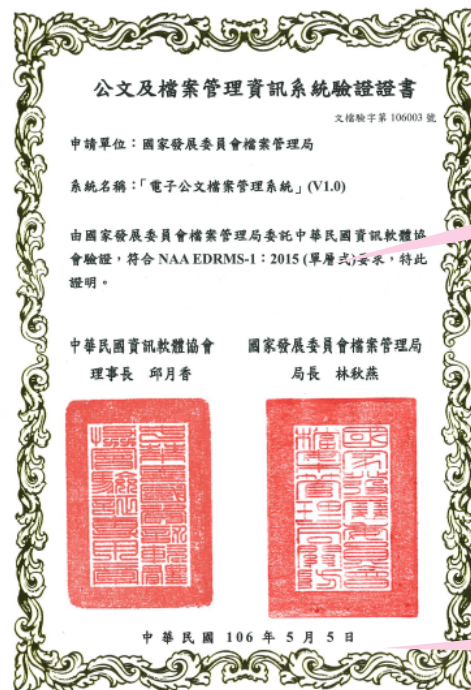 公文及檔案管理資訊系統驗證證書
文檔驗字第 106003 號
申請單位：國家發展委員會檔案管理局
系統名稱：「電子公文檔案管理系統」(V1.0)
由國家發展委員會檔案管理局委託中華民國資訊軟體協
會驗證，符合 NAA EDRMS-1：2015 (單層式)要求，特此
證明。
中華民國資訊軟體協會
理事長 邱月香
國家發展委員會檔案管理局
局長 林秋燕
中華民國 106 年 5 月 5 日